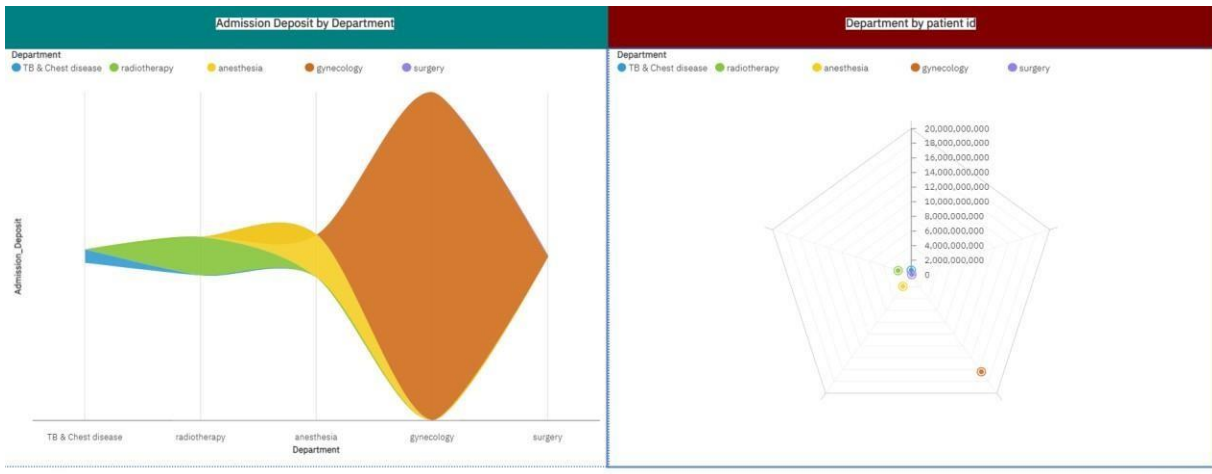 Admission Deposit by Department
Department
TB & Chest disease radiotherapy anesthesia gynecology surgery
Admission_Deposit
TB & Chest disease radiotherapy anesthesia gynecology surgery
Department
Department by patient id
Department
TB & Chest disease radiotherapy anesthesia gynecology surgery
20,000,000,000
18,000,000,000
16,000,000,000
14,000,000,000
12,000,000,000
10,000,000,000
8,000,000,000
6,000,000,000
4,000,000,000
2,000,000,000
0